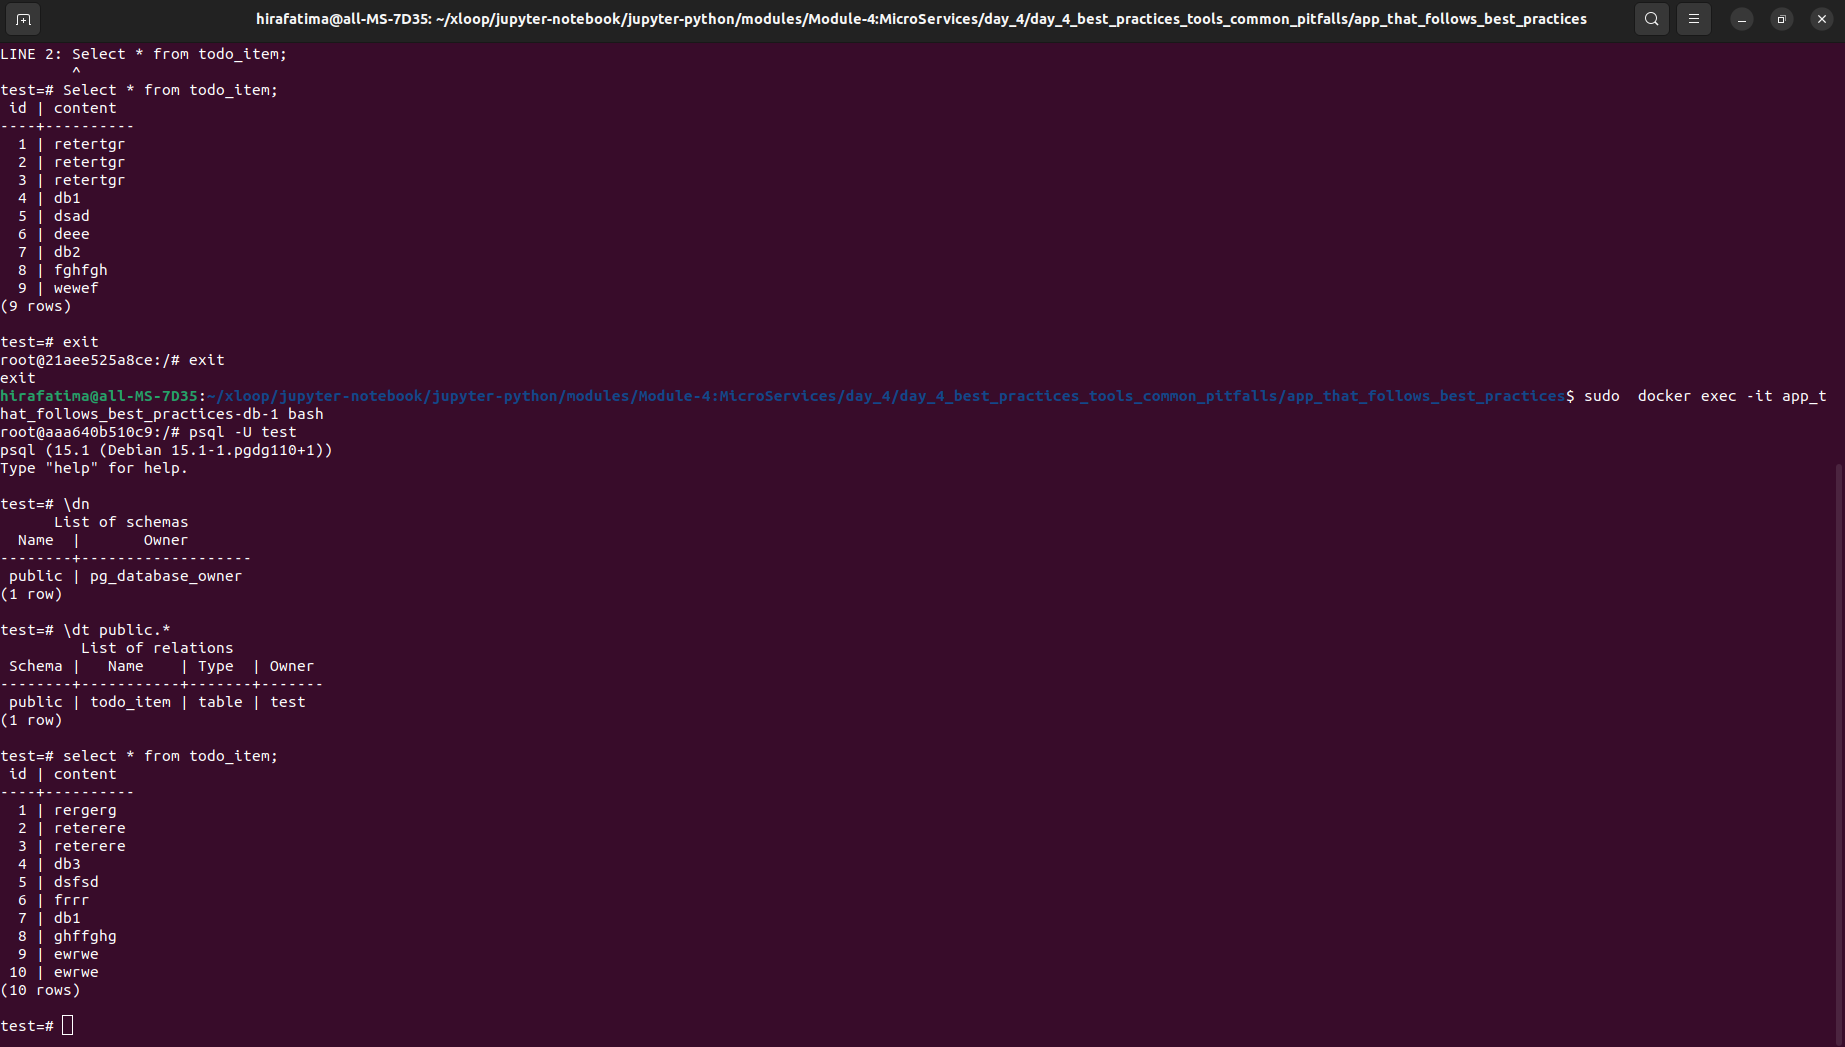 hirafatima@all-MS-7D35: ~/xloop/jupyter-notebook/jupyter-python/modules/Module-4:MicroServices/day_4/day_4_best_practices_tools_common_pitfalls/app_that_follows_best_practices
LINE 2: Select * from todo_item;
        ^
test=# Select * from todo_item;
 id | content
----+----------
  1 | retertgr
  2 | retertgr
  3 | retertgr
  4 | db1
  5 | dsad
  6 | deee
  7 | db2
  8 | fghfgh
  9 | wewef
(9 rows)

test=# exit
root@21aee525a8ce:/# exit
exit
hirafatima@all-MS-7D35:~/xloop/jupyter-notebook/jupyter-python/modules/Module-4:MicroServices/day_4/day_4_best_practices_tools_common_pitfalls/app_that_follows_best_practices$ sudo  docker exec -it app_t
hat_follows_best_practices-db-1 bash
root@aaa640b510c9:/# psql -U test
psql (15.1 (Debian 15.1-1.pgdg110+1))
Type "help" for help.

test=# \dn
      List of schemas
  Name  |       Owner
--------+-------------------
 public | pg_database_owner
(1 row)

test=# \dt public.*
         List of relations
 Schema |   Name    | Type  | Owner
--------+-----------+-------+-------
 public | todo_item | table | test
(1 row)

test=# select * from todo_item;
 id | content
----+----------
  1 | rergerg
  2 | reterere
  3 | reterere
  4 | db3
  5 | dsfsd
  6 | frrr
  7 | db1
  8 | ghffghg
  9 | ewrwe
 10 | ewrwe
(10 rows)

test=#